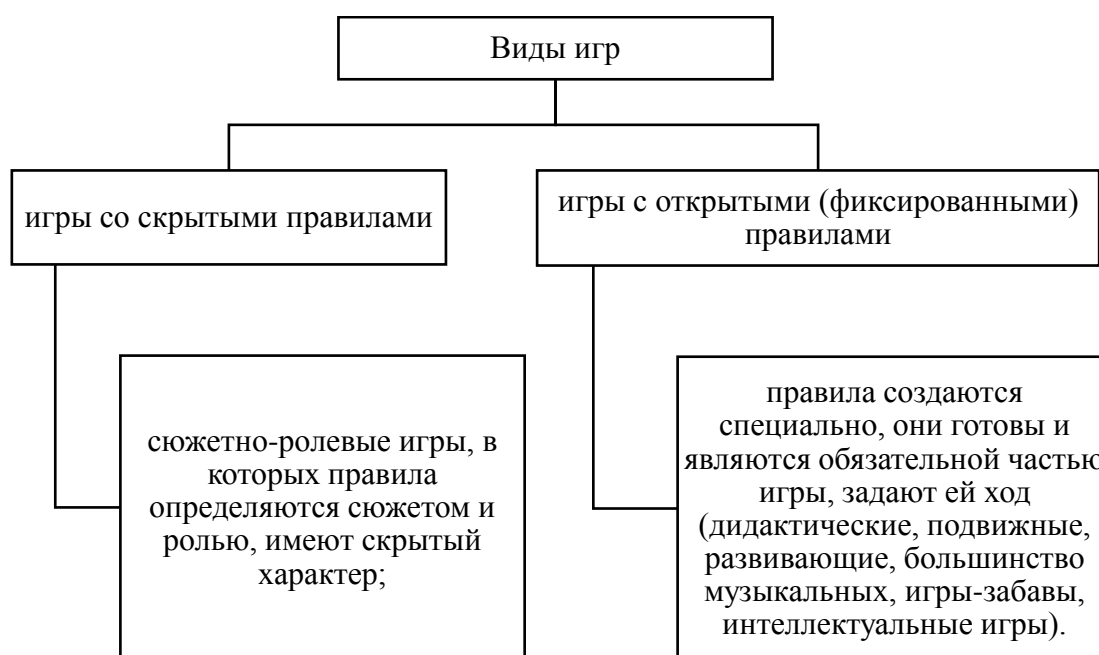 Виды игр
игры со скрытыми правилами
игры с открытыми (фиксированными)
правилами
сюжетно-ролевые игры, в
которых правила
определяются сюжетом и
ролью, имеют скрытый
характер;
правила создаются
специально, они готовы и
являются обязательной частью
игры, задают ей ход
(дидактические, подвижные,
развивающие, большинство
музыкальных, игры-забавы,
интеллектуальные игры).